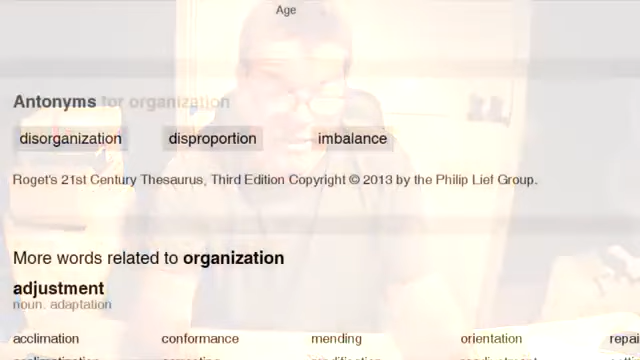 Age
Antonyms for organization
disorganization disproportion imbalance
Roget's 21st Century Thesaurus, Third Edition Copyright © 2013 by the Philip Lief Group.
More words related to organization
adjustment
noun. adaptation
acclimation conformance mending orientation